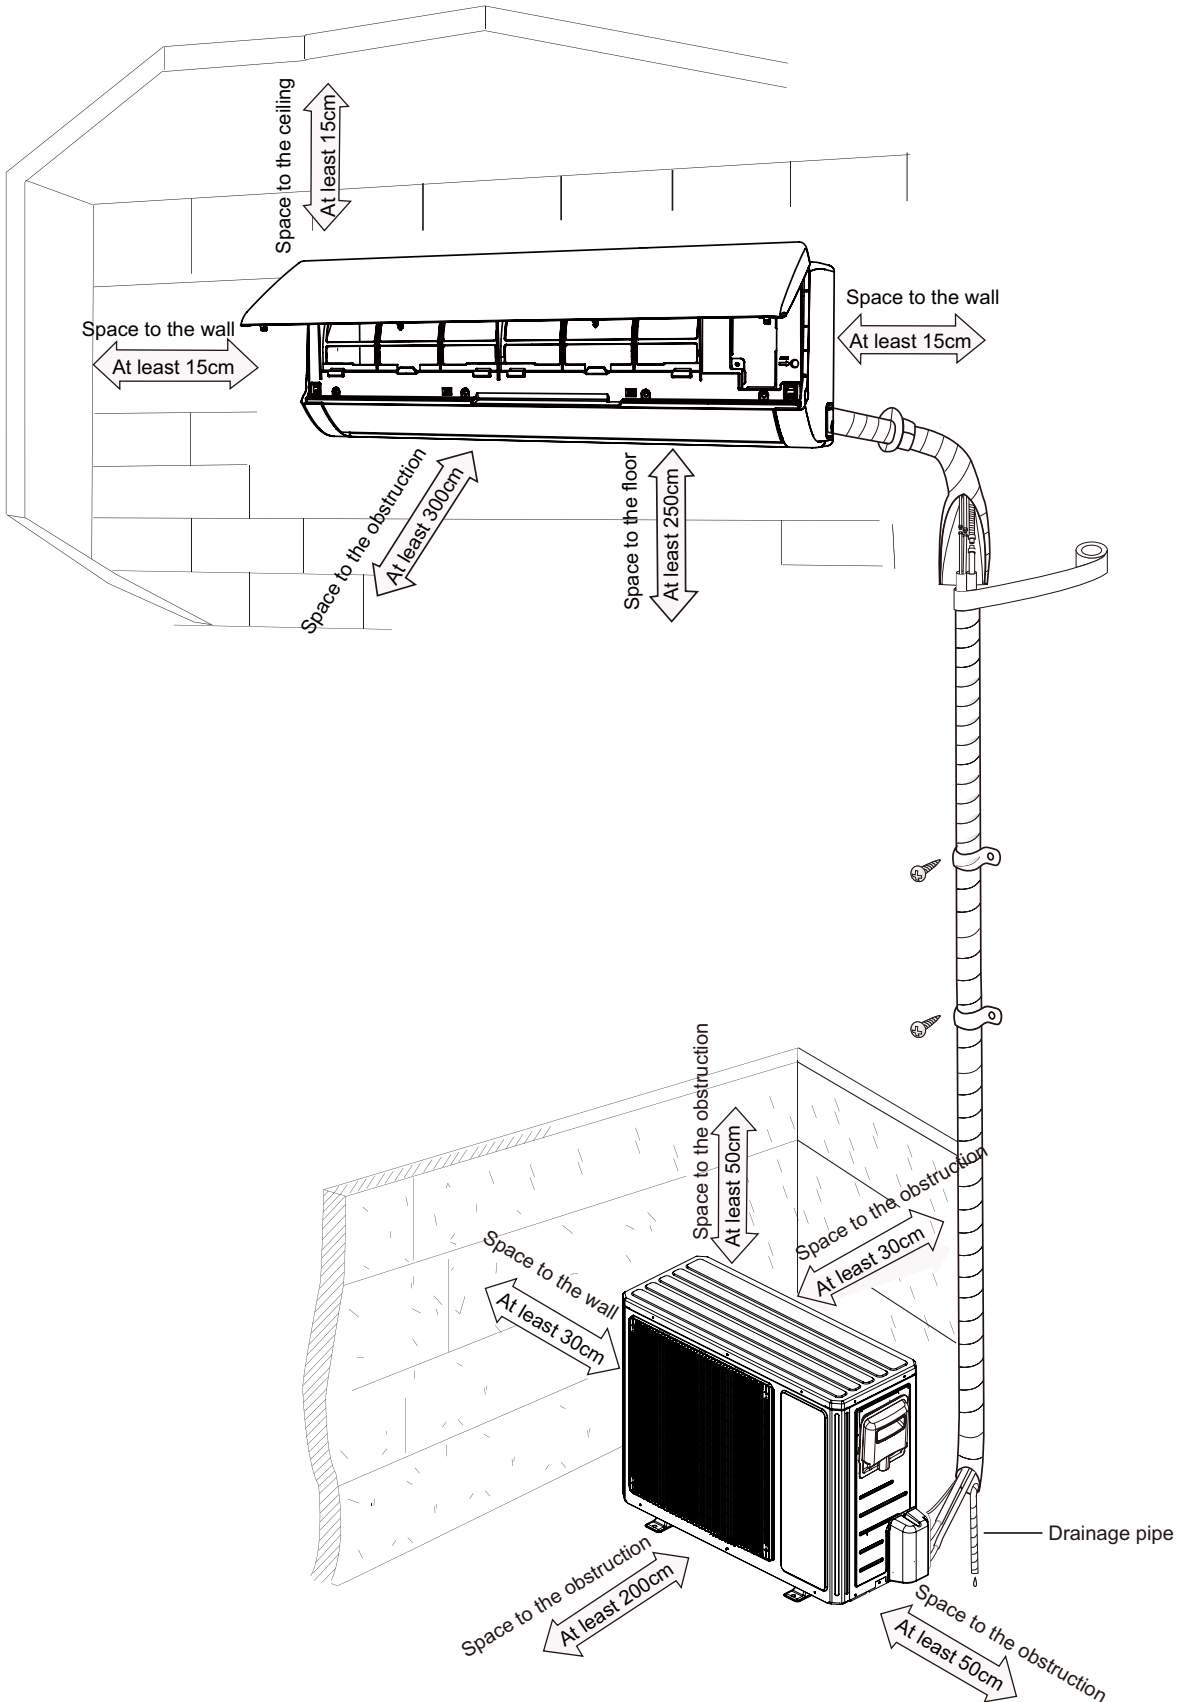 Space to the ceiling
At least 15cm
Space to the wall
At least 15cm
Space to the wall
At least 15cm
Space to the obstruction
At least 300cm
Space to the floor
At least 250cm
Space to the obstruction
At least 50cm
Space to the obstruction
At least 30cm
Space to the wall
At least 30cm
Drainage pipe
Space to the obstruction
At least 200cm
Space to the obstruction
At least 50cm